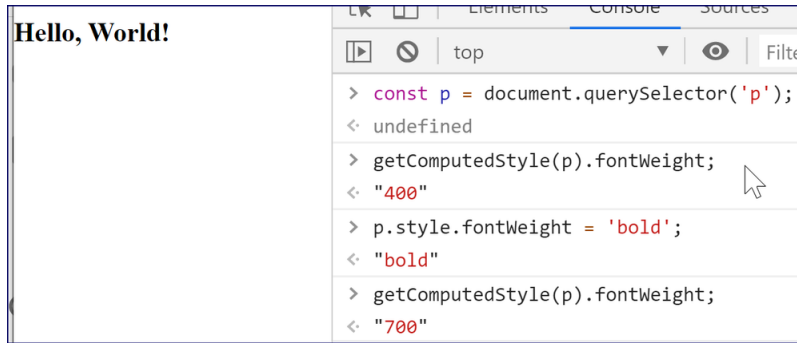 Hello, World!
Elements Console Sources
top Filte
> const p = document.querySelector('p');
undefined
> getComputedStyle(p).fontWeight;
"400"
> p.style.fontWeight = 'bold';
"bold"
> getComputedStyle(p).fontWeight;
"700"